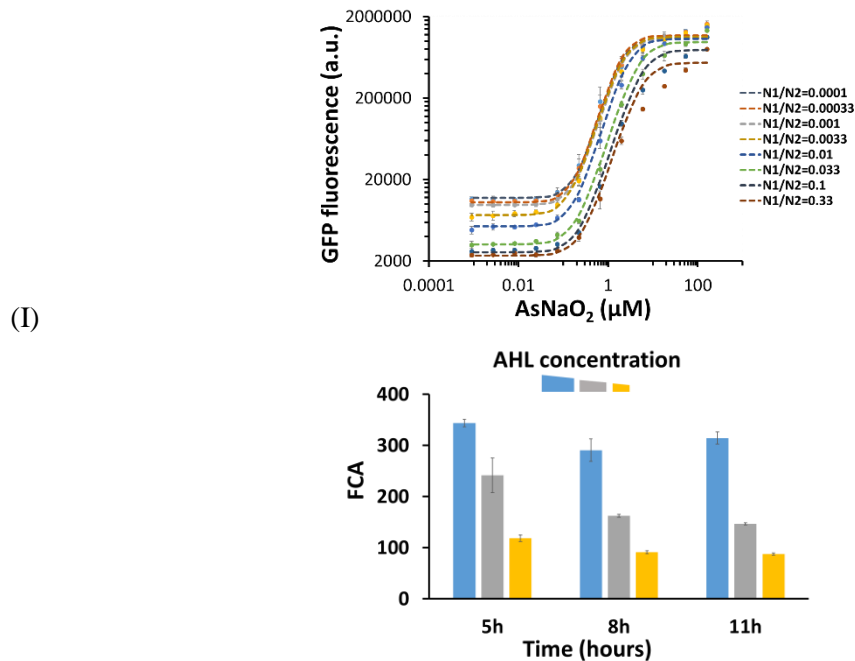 2000000
200000
20000
2000
GFP fluorescence (a.u.)
0.0001
0.01
1
100
AsNaO₂ (µM)
N1/N2=0.0001
N1/N2=0.00033
N1/N2=0.001
N1/N2=0.0033
N1/N2=0.01
N1/N2=0.033
N1/N2=0.1
N1/N2=0.33
(I)
AHL concentration
400
300
200
100
0
FCA
5h
8h
11h
Time (hours)